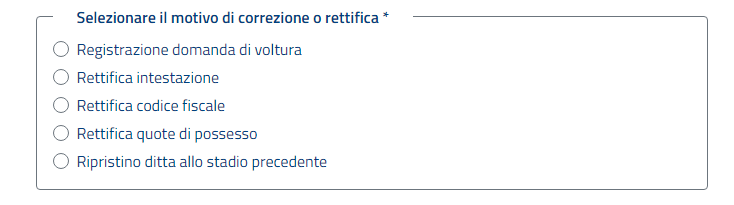 Selezionare il motivo di correzione o rettifica *
Registrazione domanda di voltura
Rettifica intestazione
Rettifica codice fiscale
Rettifica quote di possesso
Ripristino ditta allo stadio precedente